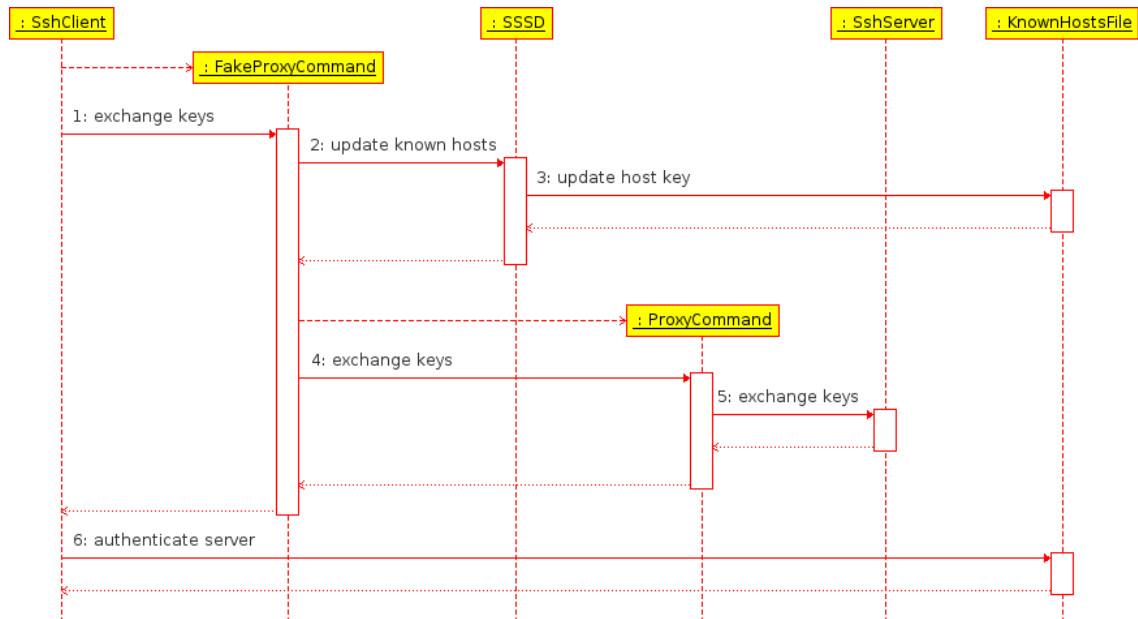 : SshClient
: SSSD
: SshServer
: KnownHostsFile
: FakeProxyCommand
1: exchange keys
2: update known hosts
3: update host key
: ProxyCommand
4: exchange keys
5: exchange keys
6: authenticate server